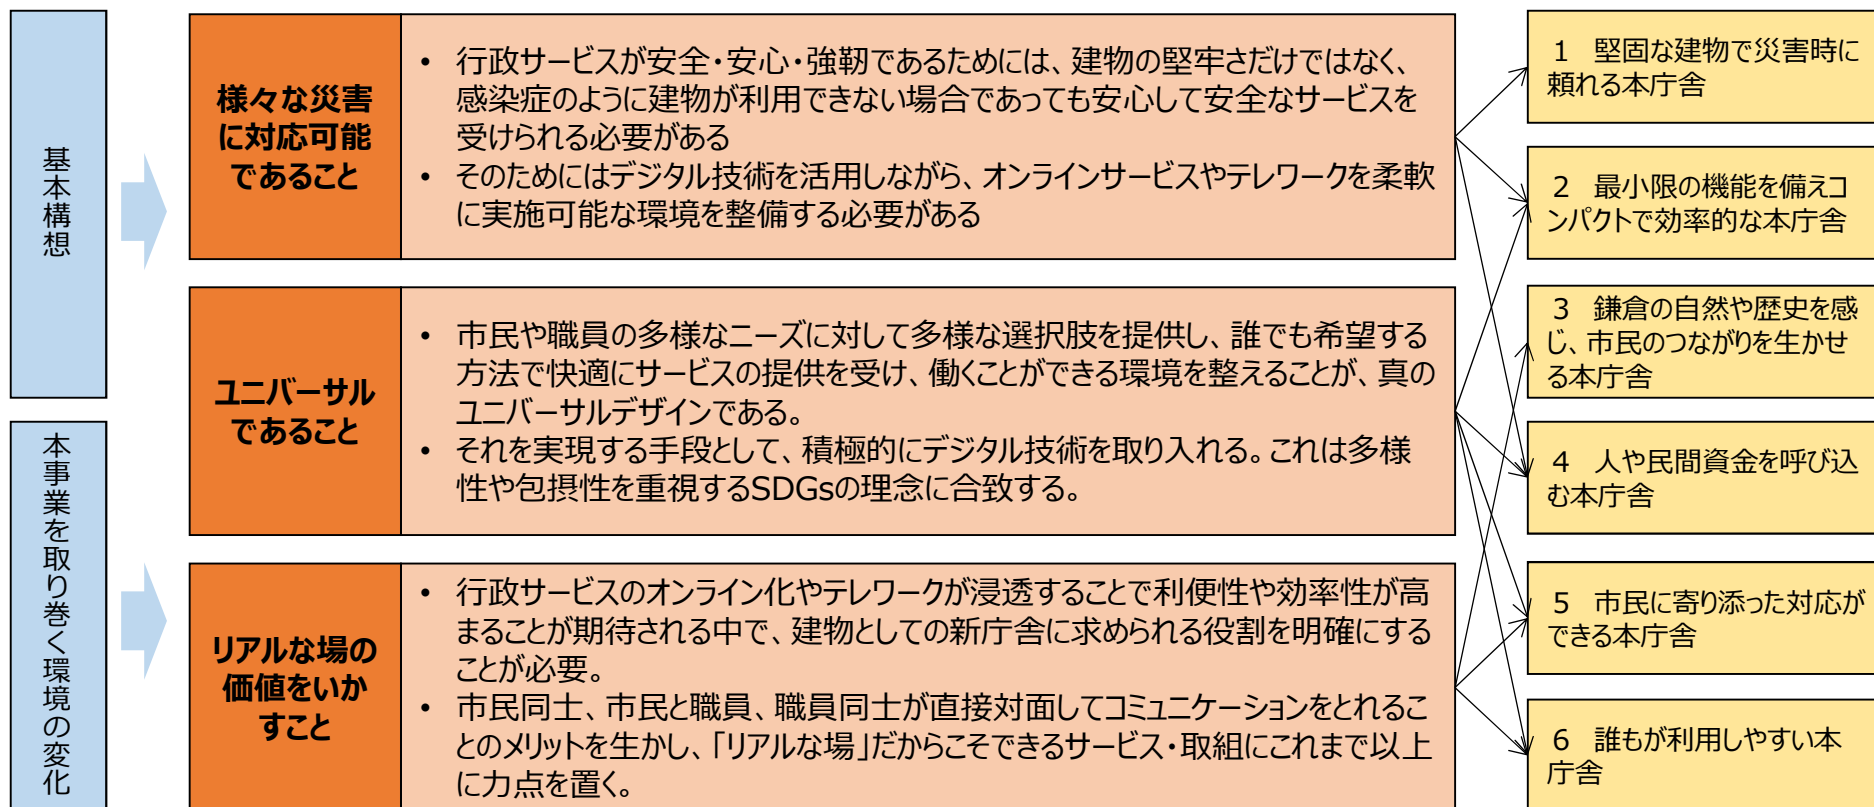 基本構想
本事業を取り巻く環境の変化
様々な災害
に対応可能
であること
• 行政サービスが安全・安心・強靭であるためには、建物の堅牢さだけではなく、
感染症のように建物が利用できない場合であっても安心して安全なサービスを
受けられる必要がある
• そのためにはデジタル技術を活用しながら、オンラインサービスやテレワークを柔軟
に実施可能な環境を整備する必要がある
ユニバーサル
であること
• 市民や職員の多様なニーズに対して多様な選択肢を提供し、誰でも希望する
方法で快適にサービスの提供を受け、働くことができる環境を整えることが、真の
ユニバーサルデザインである。
• それを実現する手段として、積極的にデジタル技術を取り入れる。これは多様
性や包摂性を重視するSDGsの理念に合致する。
リアルな場の
価値をいか
すこと
• 行政サービスのオンライン化やテレワークが浸透することで利便性や効率性が高
まることが期待される中で、建物としての新庁舎に求められる役割を明確にする
ことが必要。
• 市民同士、市民と職員、職員同士が直接対面してコミュニケーションをとれるこ
とのメリットを生かし、「リアルな場」だからこそできるサービス・取組にこれまで以上
に力点を置く。
1 堅固な建物で災害時に
頼れる本庁舎
2 最小限の機能を備えコ
ンパクトで効率的な本庁舎
3 鎌倉の自然や歴史を感
じ、市民のつながりを生かせ
る本庁舎
4 人や民間資金を呼び込
む本庁舎
5 市民に寄り添った対応が
できる本庁舎
6 誰もが利用しやすい本
庁舎